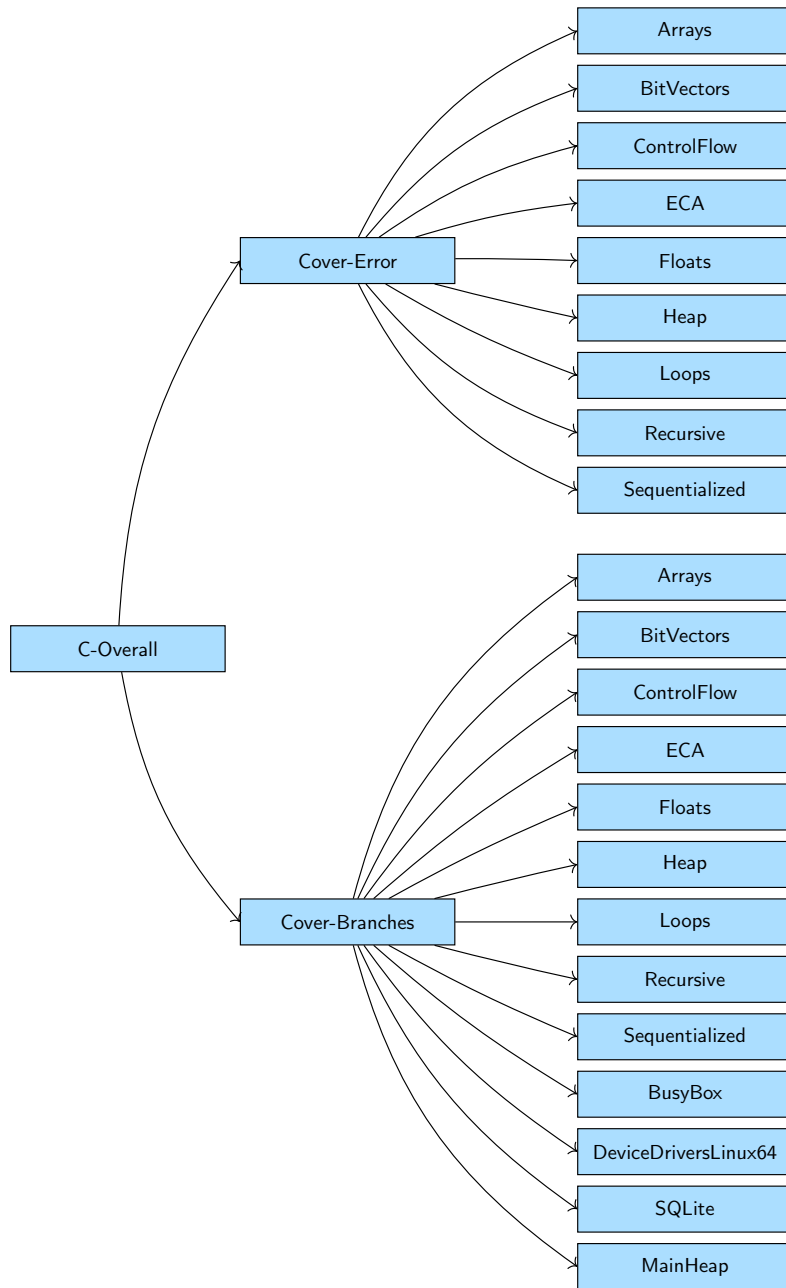 Arrays
BitVectors
ControlFlow
ECA
Cover-Error
Floats
Heap
Loops
Recursive
Sequentialized
Arrays
C-Overall
BitVectors
ControlFlow
ECA
Floats
Heap
Cover-Branches
Loops
Recursive
Sequentialized
BusyBox
DeviceDriversLinux64
SQLite
MainHeap